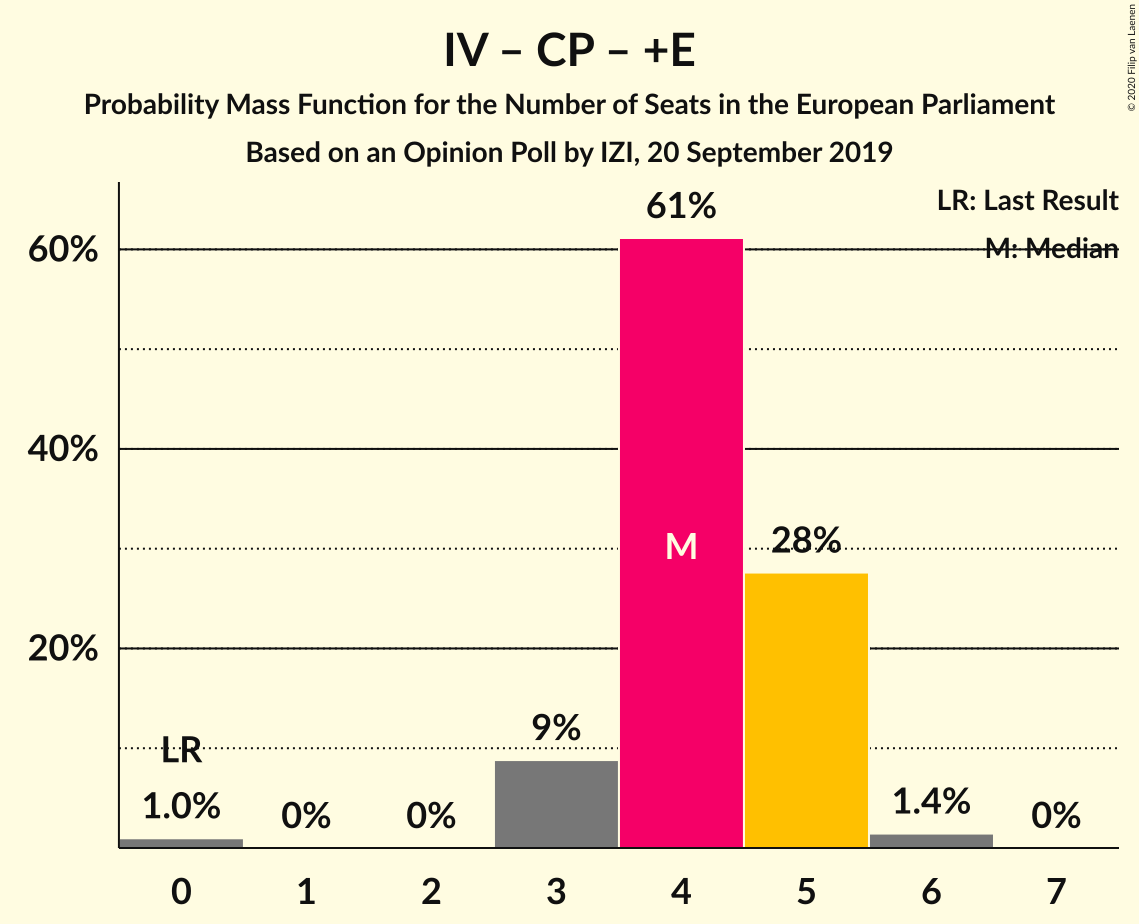 IV – CP – +E
Probability Mass Function for the Number of Seats in the European Parliament
Based on an Opinion Poll by IZI, 20 September 2019
© 2020 Filip van Laenen
LR: Last Result
M: Median
61%
60%
40%
M
28%
20%
9%
LR
1.0%
0%
0%
1.4%
0%
0 1 2 3 4 5 6 7